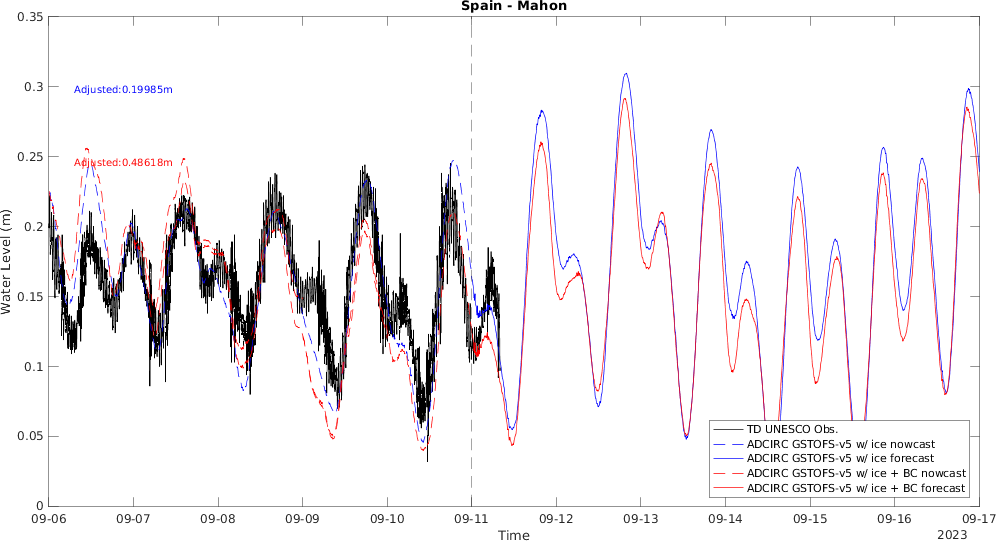 Spain - Mahon
0.35
0.3
0.25
0.2
0.15
0.1
0.05
0
Water Level (m)
Adjusted:0.19985m
Adjusted:0.48618m
TD UNESCO Obs.
ADCIRC GSTOFS-v5 w/ ice nowcast
ADCIRC GSTOFS-v5 w/ ice forecast
ADCIRC GSTOFS-v5 w/ ice + BC nowcast
ADCIRC GSTOFS-v5 w/ ice + BC forecast
09-06 09-07 09-08 09-09 09-10 09-11 09-12 09-13 09-14 09-15 09-16 09-17
Time
2023